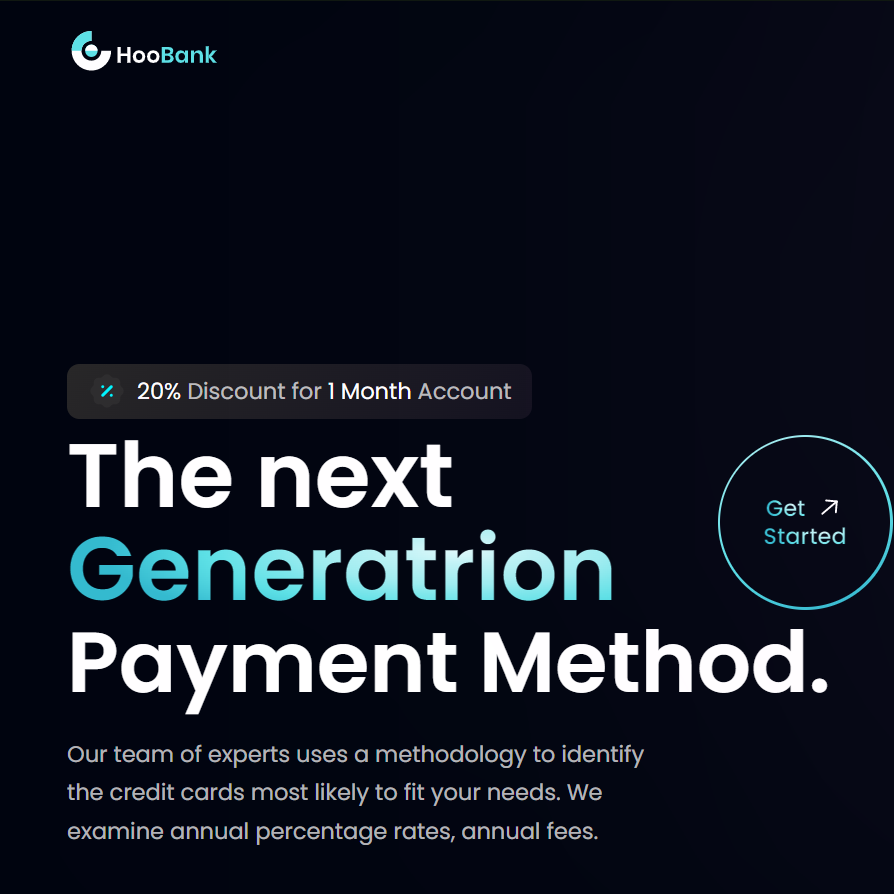 HooBank
20% Discount for 1 Month Account
The next
Generatrion
Payment Method.
Get
Started
Our team of experts uses a methodology to identify
the credit cards most likely to fit your needs. We
examine annual percentage rates, annual fees.